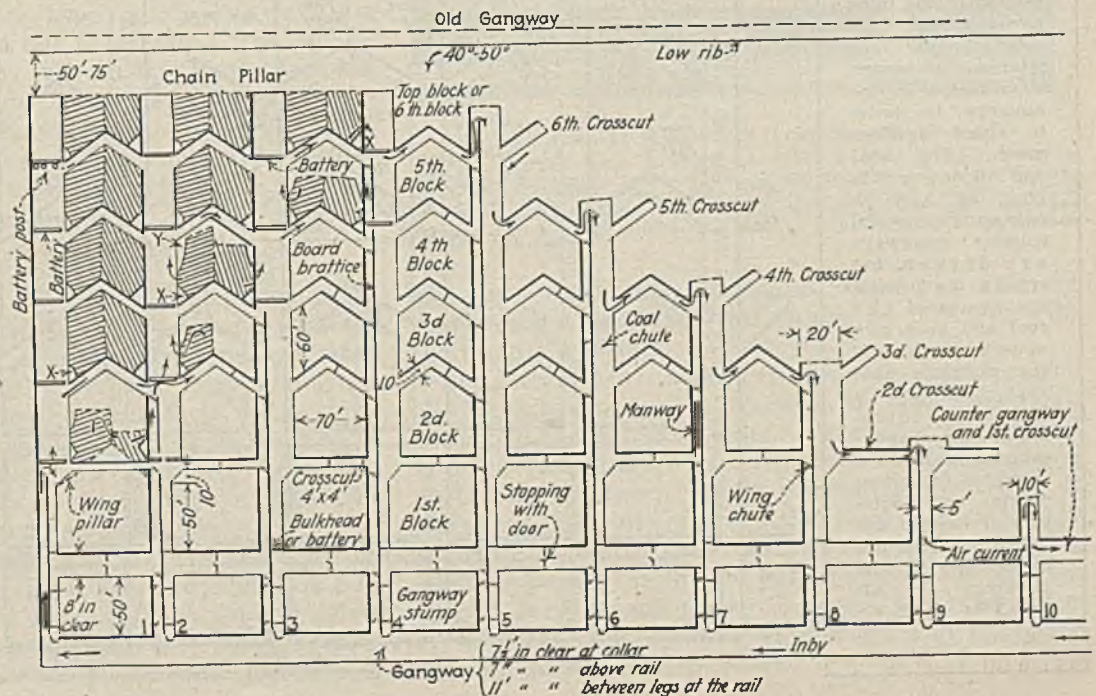 Old Gangway
50'-75'
Chain Pillar
40°-50°
Low rib
Top block or
6th. block
6th. Crosscut
Battery
X
5th.
Block
5th. Crosscut
Battery post
Battery
Y
X
Board
brattice
4th
Block
4th. Crosscut
60'
3d
Block
Coal
chute
20'
3d. Crosscut
X
10'
2d. Crosscut
70'
2d.
Block
Manway
Counter gangway
and 1st. crosscut
Wing
pillar
50'
10'
Crosscut
4'x4'
Bulkhead
or battery
1st.
Block
Stopping
with
door
Wing
chute
5'
10'
Air current
8' in
clear
50'
Gangway
stump
1 2 3 4 5 6 7 8 9 10
Gangway
7½' in clear at collar
7' " " above rail
11' " " between legs at the rail
Inby